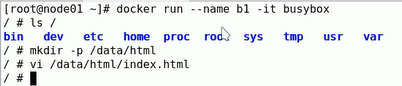 [root@node01 ~]# docker run --name b1 -it busybox
/ # ls /
bin dev etc home proc root sys tmp usr var
/ # mkdir -p /data/html
/ # vi /data/html/index.html
/ #